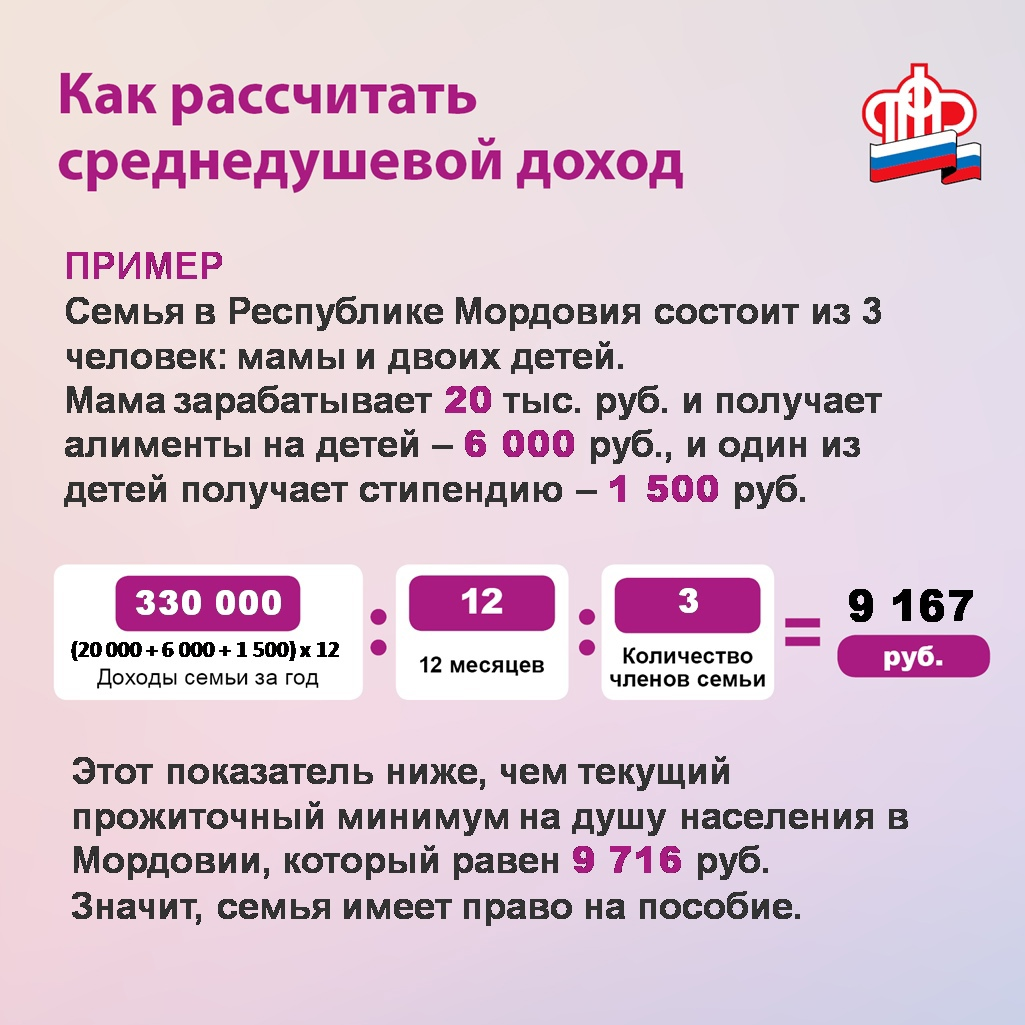 Как рассчитать
среднедушевой доход
ПФР
ПРИМЕР
Семья в Республике Мордовия состоит из 3
человек: мамы и двоих детей.
Мама зарабатывает 20 тыс. руб. и получает
алименты на детей – 6 000 руб., и один из
детей получает стипендию – 1 500 руб.
330 000
(20 000 + 6 000 + 1 500) x 12
Доходы семьи за год
:
12
12 месяцев
:
3
Количество
членов семьи
=
9 167
руб.
Этот показатель ниже, чем текущий
прожиточный минимум на душу населения в
Мордовии, который равен 9 716 руб.
Значит, семья имеет право на пособие.